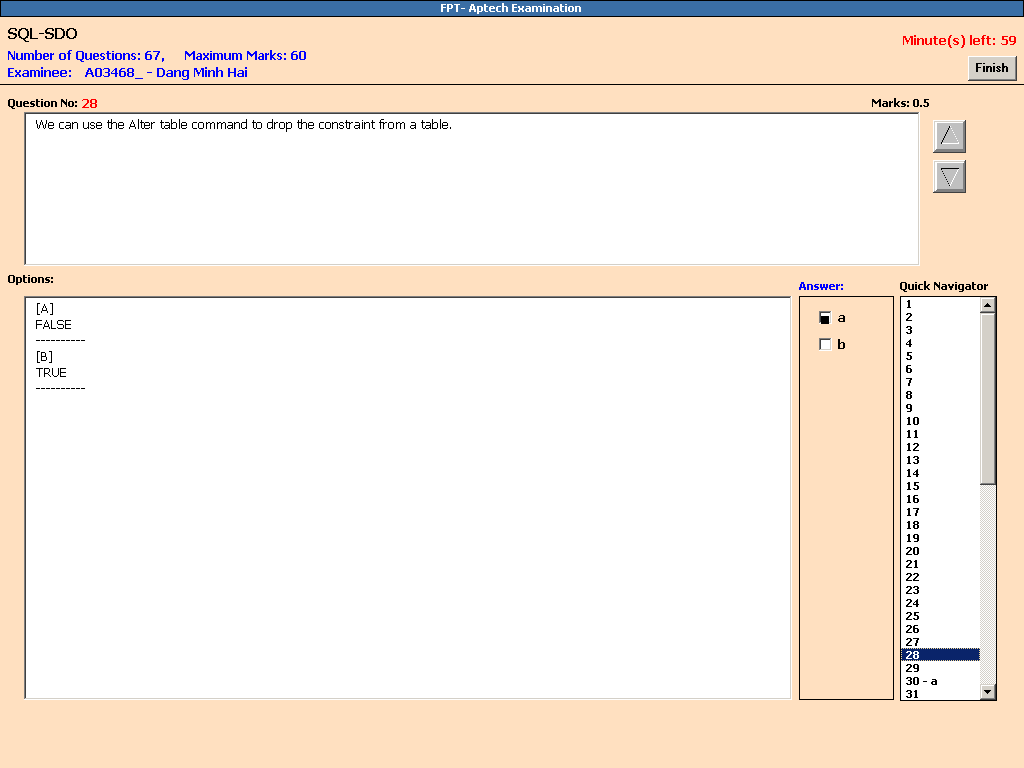 FPT- Aptech Examination
SQL-SDO
Number of Questions: 67, Maximum Marks: 60
Minute(s) left: 59
Examinee: A03468_ - Dang Minh Hai
Finish
Question No: 28
Marks: 0.5
We can use the Alter table command to drop the constraint from a table.
Options:
[A]
FALSE
----------
[B]
TRUE
----------
Answer:
a
b
Quick Navigator
1
2
3
4
5
6
7
8
9
10
11
12
13
14
15
16
17
18
19
20
21
22
23
24
25
26
27
28
29
30 - a
31